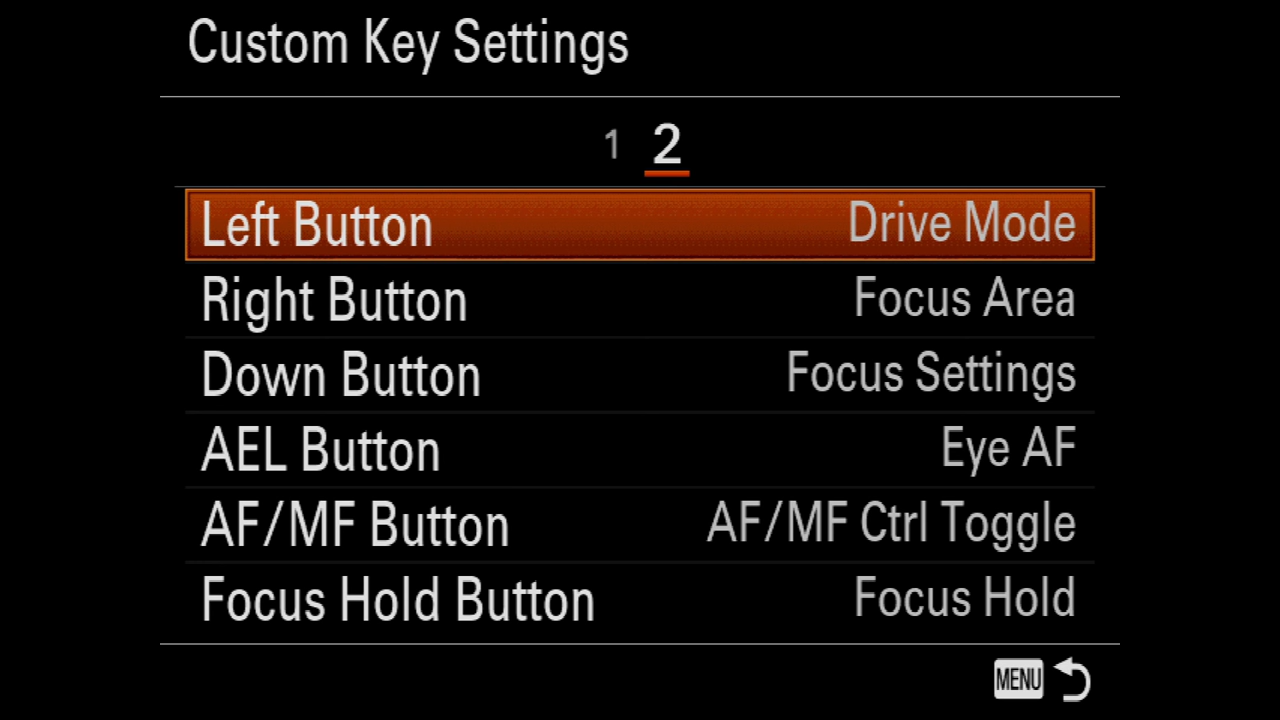 Custom Key Settings
1 2
Left Button Drive Mode
Right Button Focus Area
Down Button Focus Settings
AEL Button Eye AF
AF/MF Button AF/MF Ctrl Toggle
Focus Hold Button Focus Hold
MENU